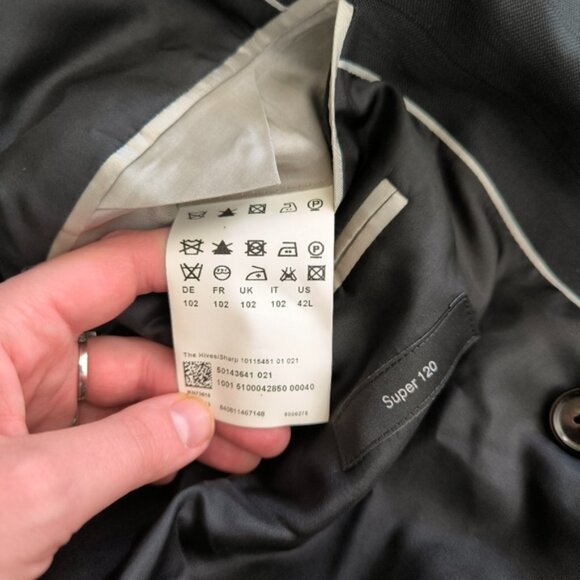 DE FR UK IT US
102 102 102 102 42L
The Hives/Sharp 10115451 01 021
50143641 021
1001 5100042850 00040
Super 120